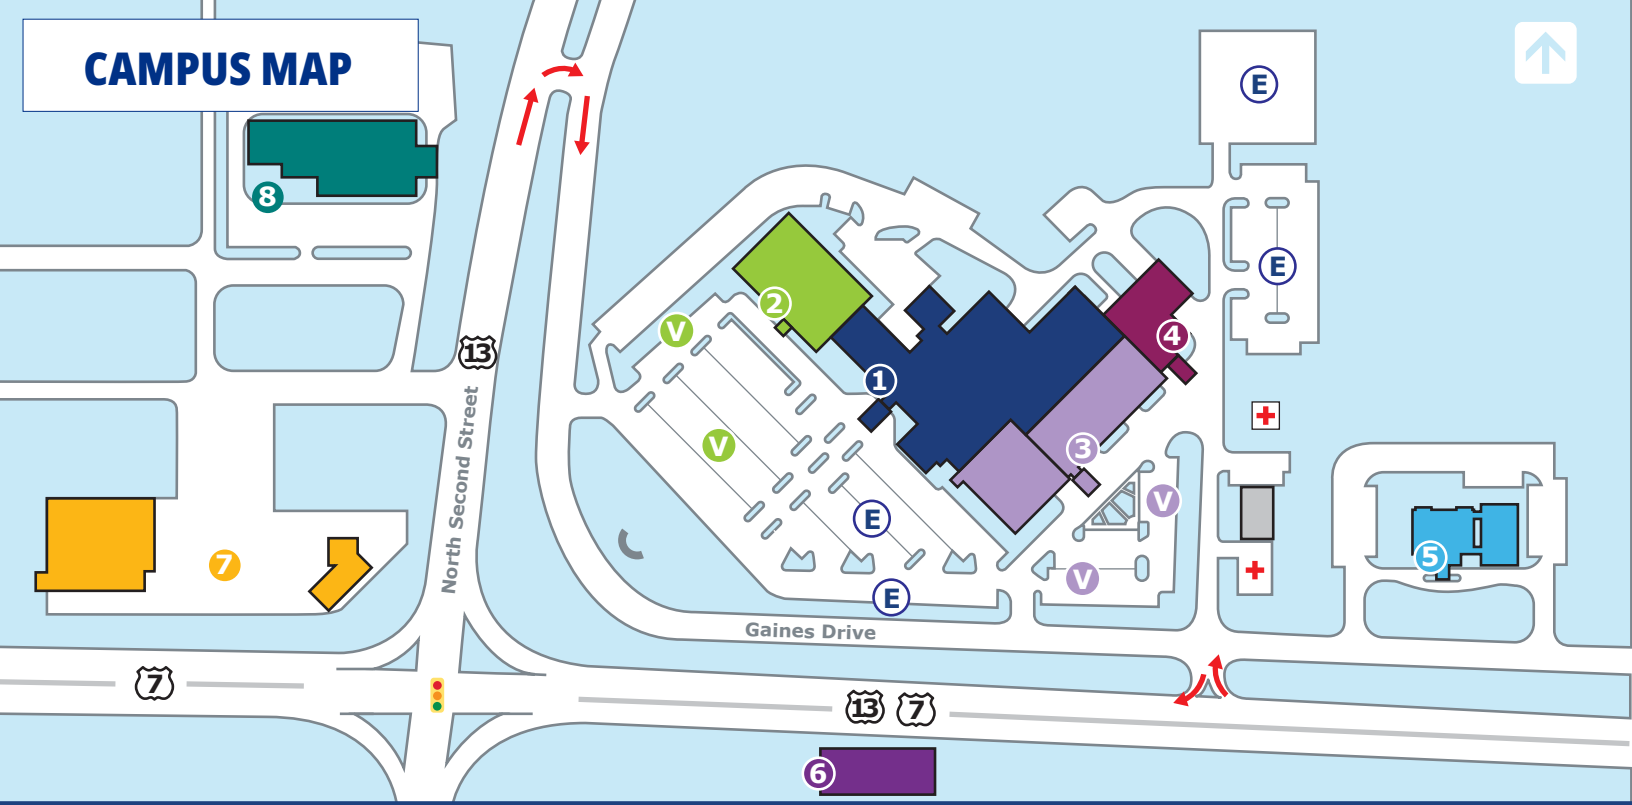 CAMPUS MAP
E
8
E
2
V
4
13
1
V
3
V
E
North Second Street
5
7
V
E
Gaines Drive
7
13
7
6